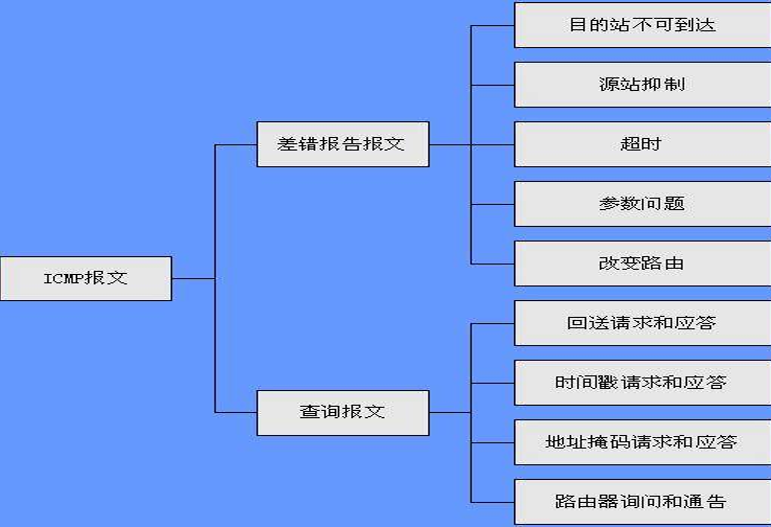 目的站不可到达
源站抑制
差错报告报文
超时
参数问题
改变路由
ICMP报文
回送请求和应答
时间戳请求和应答
查询报文
地址掩码请求和应答
路由器询问和通告